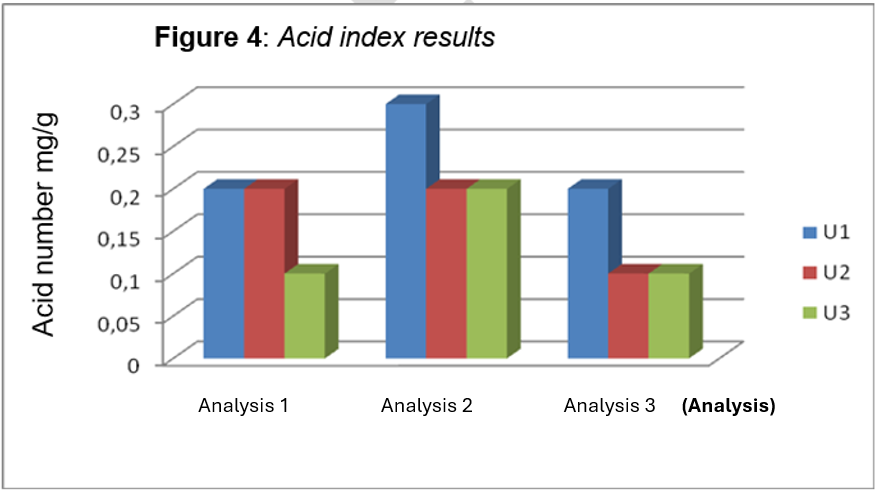 Figure 4: Acid index results
Acid number mg/g
0,3
0,25
0,2
0,15
0,1
0,05
0
Analysis 1 Analysis 2 Analysis 3 (Analysis)
U1
U2
U3